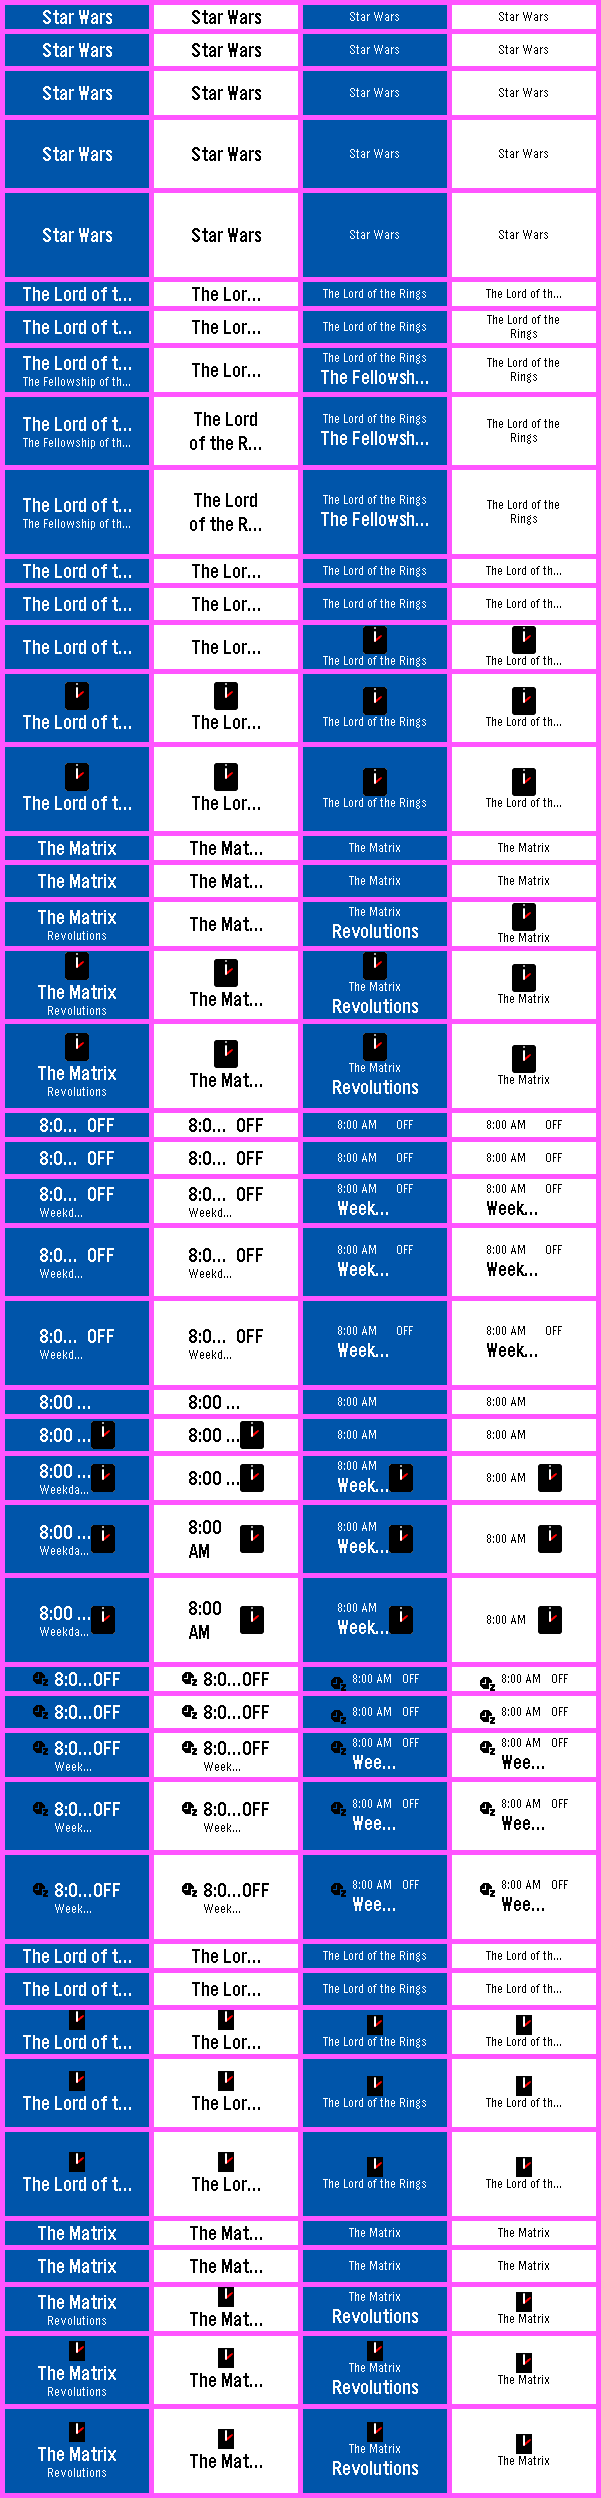 Star Wars Star Wars Star Wars Star Wars
Star Wars Star Wars Star Wars Star Wars
Star Wars Star Wars Star Wars Star Wars
Star Wars Star Wars Star Wars Star Wars
Star Wars Star Wars Star Wars Star Wars
The Lord of t... The Lor... The Lord of the Rings The Lord of th...
The Lord of t... The Lor... The Lord of the Rings The Lord of the
Rings
The Lord of t... The Lor... The Lord of the Rings The Lord of the
The Fellowship of th... The Fellowsh... Rings
The Lord of t... The Lord The Lord of the Rings The Lord of the
The Fellowship of th... of the R... The Fellowsh... Rings
The Lord of t... The Lord The Lord of the Rings The Lord of the
The Fellowship of th... of the R... The Fellowsh... Rings
The Lord of t... The Lor... The Lord of the Rings The Lord of th...
The Lord of t... The Lor... The Lord of the Rings The Lord of th...
The Lord of t... The Lor... The Lord of the Rings The Lord of th...
The Lord of t... The Lor... The Lord of the Rings The Lord of th...
The Lord of t... The Lor... The Lord of the Rings The Lord of th...
The Matrix The Mat... The Matrix The Matrix
The Matrix The Mat... The Matrix The Matrix
The Matrix The Mat... The Matrix The Matrix
Revolutions Revolutions
The Matrix The Mat... The Matrix The Matrix
Revolutions Revolutions
The Matrix The Mat... The Matrix The Matrix
Revolutions Revolutions
8:0... OFF 8:0... OFF 8:00 AM OFF 8:00 AM OFF
8:0... OFF 8:0... OFF 8:00 AM OFF 8:00 AM OFF
8:0... OFF 8:0... OFF 8:00 AM OFF 8:00 AM OFF
Weekd... Weekd... Week... Week...
8:0... OFF 8:0... OFF 8:00 AM OFF 8:00 AM OFF
Weekd... Weekd... Week... Week...
8:0... OFF 8:0... OFF 8:00 AM OFF 8:00 AM OFF
Weekd... Weekd... Week... Week...
8:00 ... 8:00 ... 8:00 AM 8:00 AM
8:00 ... 8:00 ... 8:00 AM 8:00 AM
8:00 ... 8:00 ... 8:00 AM 8:00 AM
Weekda... Week...
8:00 ... 8:00 8:00 AM 8:00 AM
Weekda... AM Week...
8:00 ... 8:00 8:00 AM 8:00 AM
Weekda... AM Week...
8:0...OFF 8:0...OFF 8:00 AM OFF 8:00 AM OFF
8:0...OFF 8:0...OFF 8:00 AM OFF 8:00 AM OFF
8:0...OFF 8:0...OFF 8:00 AM OFF 8:00 AM OFF
Week... Week... Wee... Wee...
8:0...OFF 8:0...OFF 8:00 AM OFF 8:00 AM OFF
Week... Week... Wee... Wee...
8:0...OFF 8:0...OFF 8:00 AM OFF 8:00 AM OFF
Week... Week... Wee... Wee...
The Lord of t... The Lor... The Lord of the Rings The Lord of th...
The Lord of t... The Lor... The Lord of the Rings The Lord of th...
The Lord of t... The Lor... The Lord of the Rings The Lord of th...
The Lord of t... The Lor... The Lord of the Rings The Lord of th...
The Lord of t... The Lor... The Lord of the Rings The Lord of th...
The Matrix The Mat... The Matrix The Matrix
The Matrix The Mat... The Matrix The Matrix
The Matrix The Mat... The Matrix The Matrix
Revolutions Revolutions
The Matrix The Mat... The Matrix The Matrix
Revolutions Revolutions
The Matrix The Mat... The Matrix The Matrix
Revolutions Revolutions